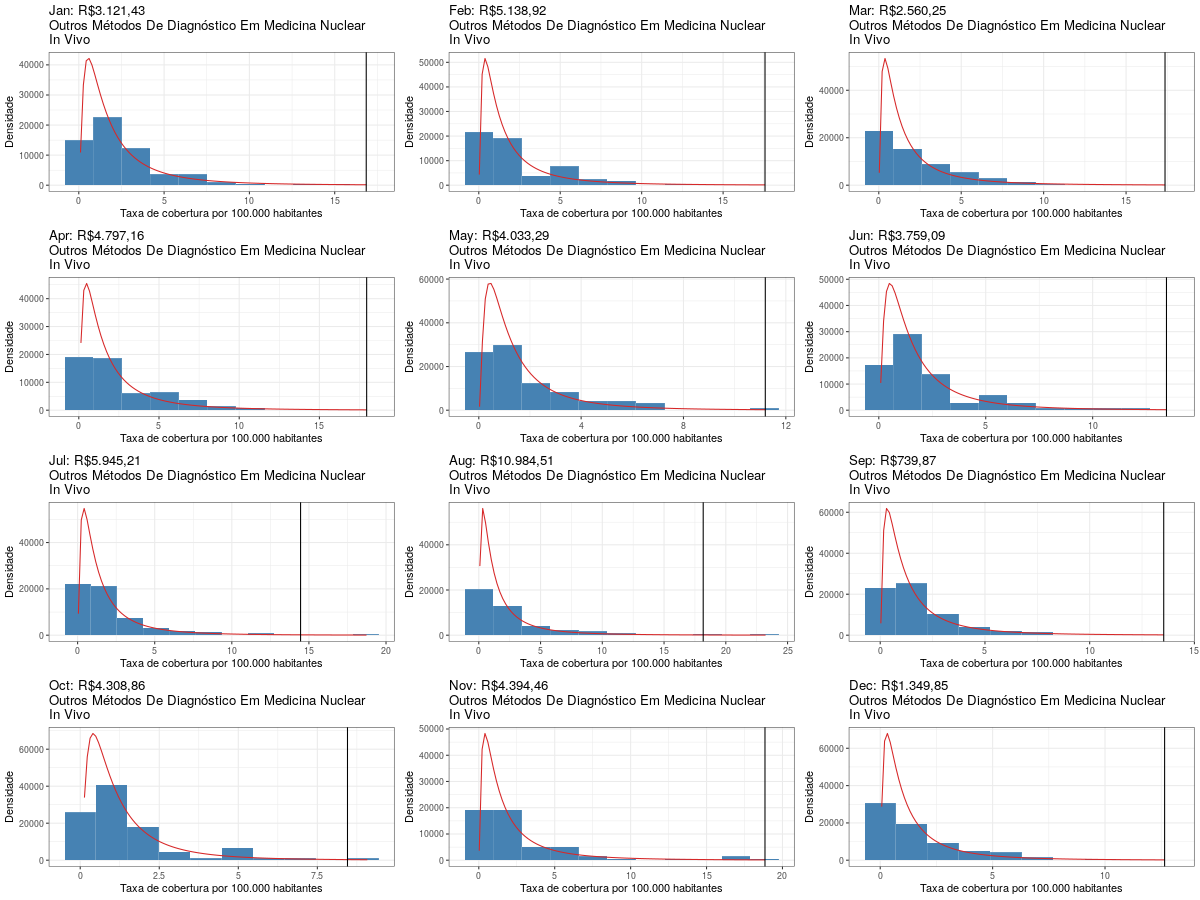 Jan: R$3.121,43
Outros Métodos De Diagnóstico Em Medicina Nuclear
In Vivo
Densidade
40000
30000
20000
10000
0
0
5
10
15
Taxa de cobertura por 100.000 habitantes
Feb: R$5.138,92
Outros Métodos De Diagnóstico Em Medicina Nuclear
In Vivo
Densidade
50000
40000
30000
20000
10000
0
0
5
10
15
Taxa de cobertura por 100.000 habitantes
Mar: R$2.560,25
Outros Métodos De Diagnóstico Em Medicina Nuclear
In Vivo
Densidade
40000
20000
0
0
5
10
15
Taxa de cobertura por 100.000 habitantes
Apr: R$4.797,16
Outros Métodos De Diagnóstico Em Medicina Nuclear
In Vivo
Densidade
40000
30000
20000
10000
0
0
5
10
15
Taxa de cobertura por 100.000 habitantes
May: R$4.033,29
Outros Métodos De Diagnóstico Em Medicina Nuclear
In Vivo
Densidade
60000
40000
20000
0
0
4
8
12
Taxa de cobertura por 100.000 habitantes
Jun: R$3.759,09
Outros Métodos De Diagnóstico Em Medicina Nuclear
In Vivo
Densidade
50000
40000
30000
20000
10000
0
0
5
10
Taxa de cobertura por 100.000 habitantes
Jul: R$5.945,21
Outros Métodos De Diagnóstico Em Medicina Nuclear
In Vivo
Densidade
40000
20000
0
0
5
10
15
20
Taxa de cobertura por 100.000 habitantes
Aug: R$10.984,51
Outros Métodos De Diagnóstico Em Medicina Nuclear
In Vivo
Densidade
40000
20000
0
0
5
10
15
20
25
Taxa de cobertura por 100.000 habitantes
Sep: R$739,87
Outros Métodos De Diagnóstico Em Medicina Nuclear
In Vivo
Densidade
60000
40000
20000
0
0
5
10
15
Taxa de cobertura por 100.000 habitantes
Oct: R$4.308,86
Outros Métodos De Diagnóstico Em Medicina Nuclear
In Vivo
Densidade
60000
40000
20000
0
0
2.5
5
7.5
Taxa de cobertura por 100.000 habitantes
Nov: R$4.394,46
Outros Métodos De Diagnóstico Em Medicina Nuclear
In Vivo
Densidade
50000
40000
30000
20000
10000
0
0
5
10
15
20
Taxa de cobertura por 100.000 habitantes
Dec: R$1.349,85
Outros Métodos De Diagnóstico Em Medicina Nuclear
In Vivo
Densidade
60000
40000
20000
0
0
5
10
Taxa de cobertura por 100.000 habitantes